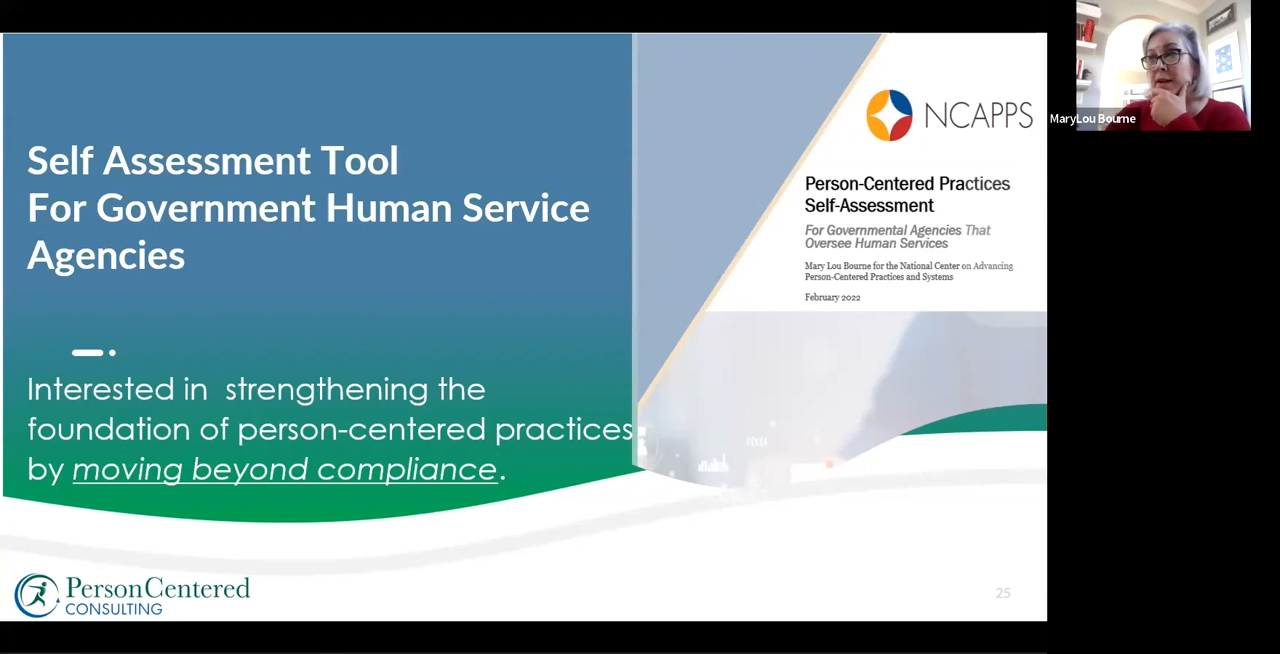 Self Assessment Tool
For Government Human Service
Agencies
Interested in strengthening the
foundation of person-centered practices
by moving beyond compliance.
NCAPPS
Person-Centered Practices
Self-Assessment
For Governmental Agencies That
Oversee Human Services
Mary Lou Bourne for the National Center on Advancing
Person-Centered Practices and Systems
February 2022
PersonCentered
CONSULTING
25
MaryLou Bourne